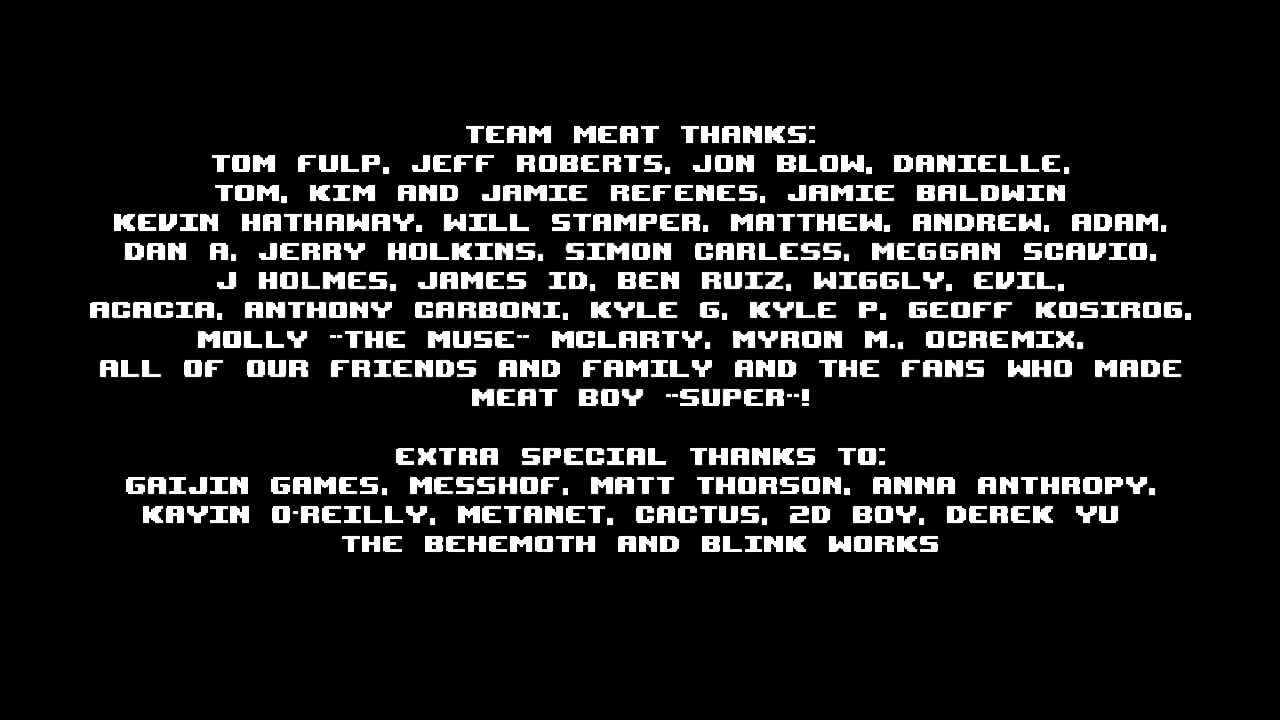 TEAM MEAT THANKS:
TOM FULP, JEFF ROBERTS, JON BLOW, DANIELLE,
TOM, KIM AND JAMIE REFENES, JAMIE BALDWIN
KEVIN HATHAWAY, WILL STAMPER, MATTHEW, ANDREW, ADAM,
DAN A, JERRY HOLKINS, SIMON CARLESS, MEGGAN SCAVIO,
J HOLMES, JAMES ID, BEN RUIZ, WIGGLY, EVIL,
ACACIA, ANTHONY CARBONI, KYLE G, KYLE P, GEOFF KOSIROG,
MOLLY "THE MUSE" MCLARTY, MYRON M., OCREMIX,
ALL OF OUR FRIENDS AND FAMILY AND THE FANS WHO MADE
MEAT BOY "SUPER"!
EXTRA SPECIAL THANKS TO:
GAIJIN GAMES, MESSHOF, MATT THORSON, ANNA ANTHROPY,
KAYIN O'REILLY, METANET, CACTUS, 2D BOY, DEREK YU
THE BEHEMOTH AND BLINK WORKS